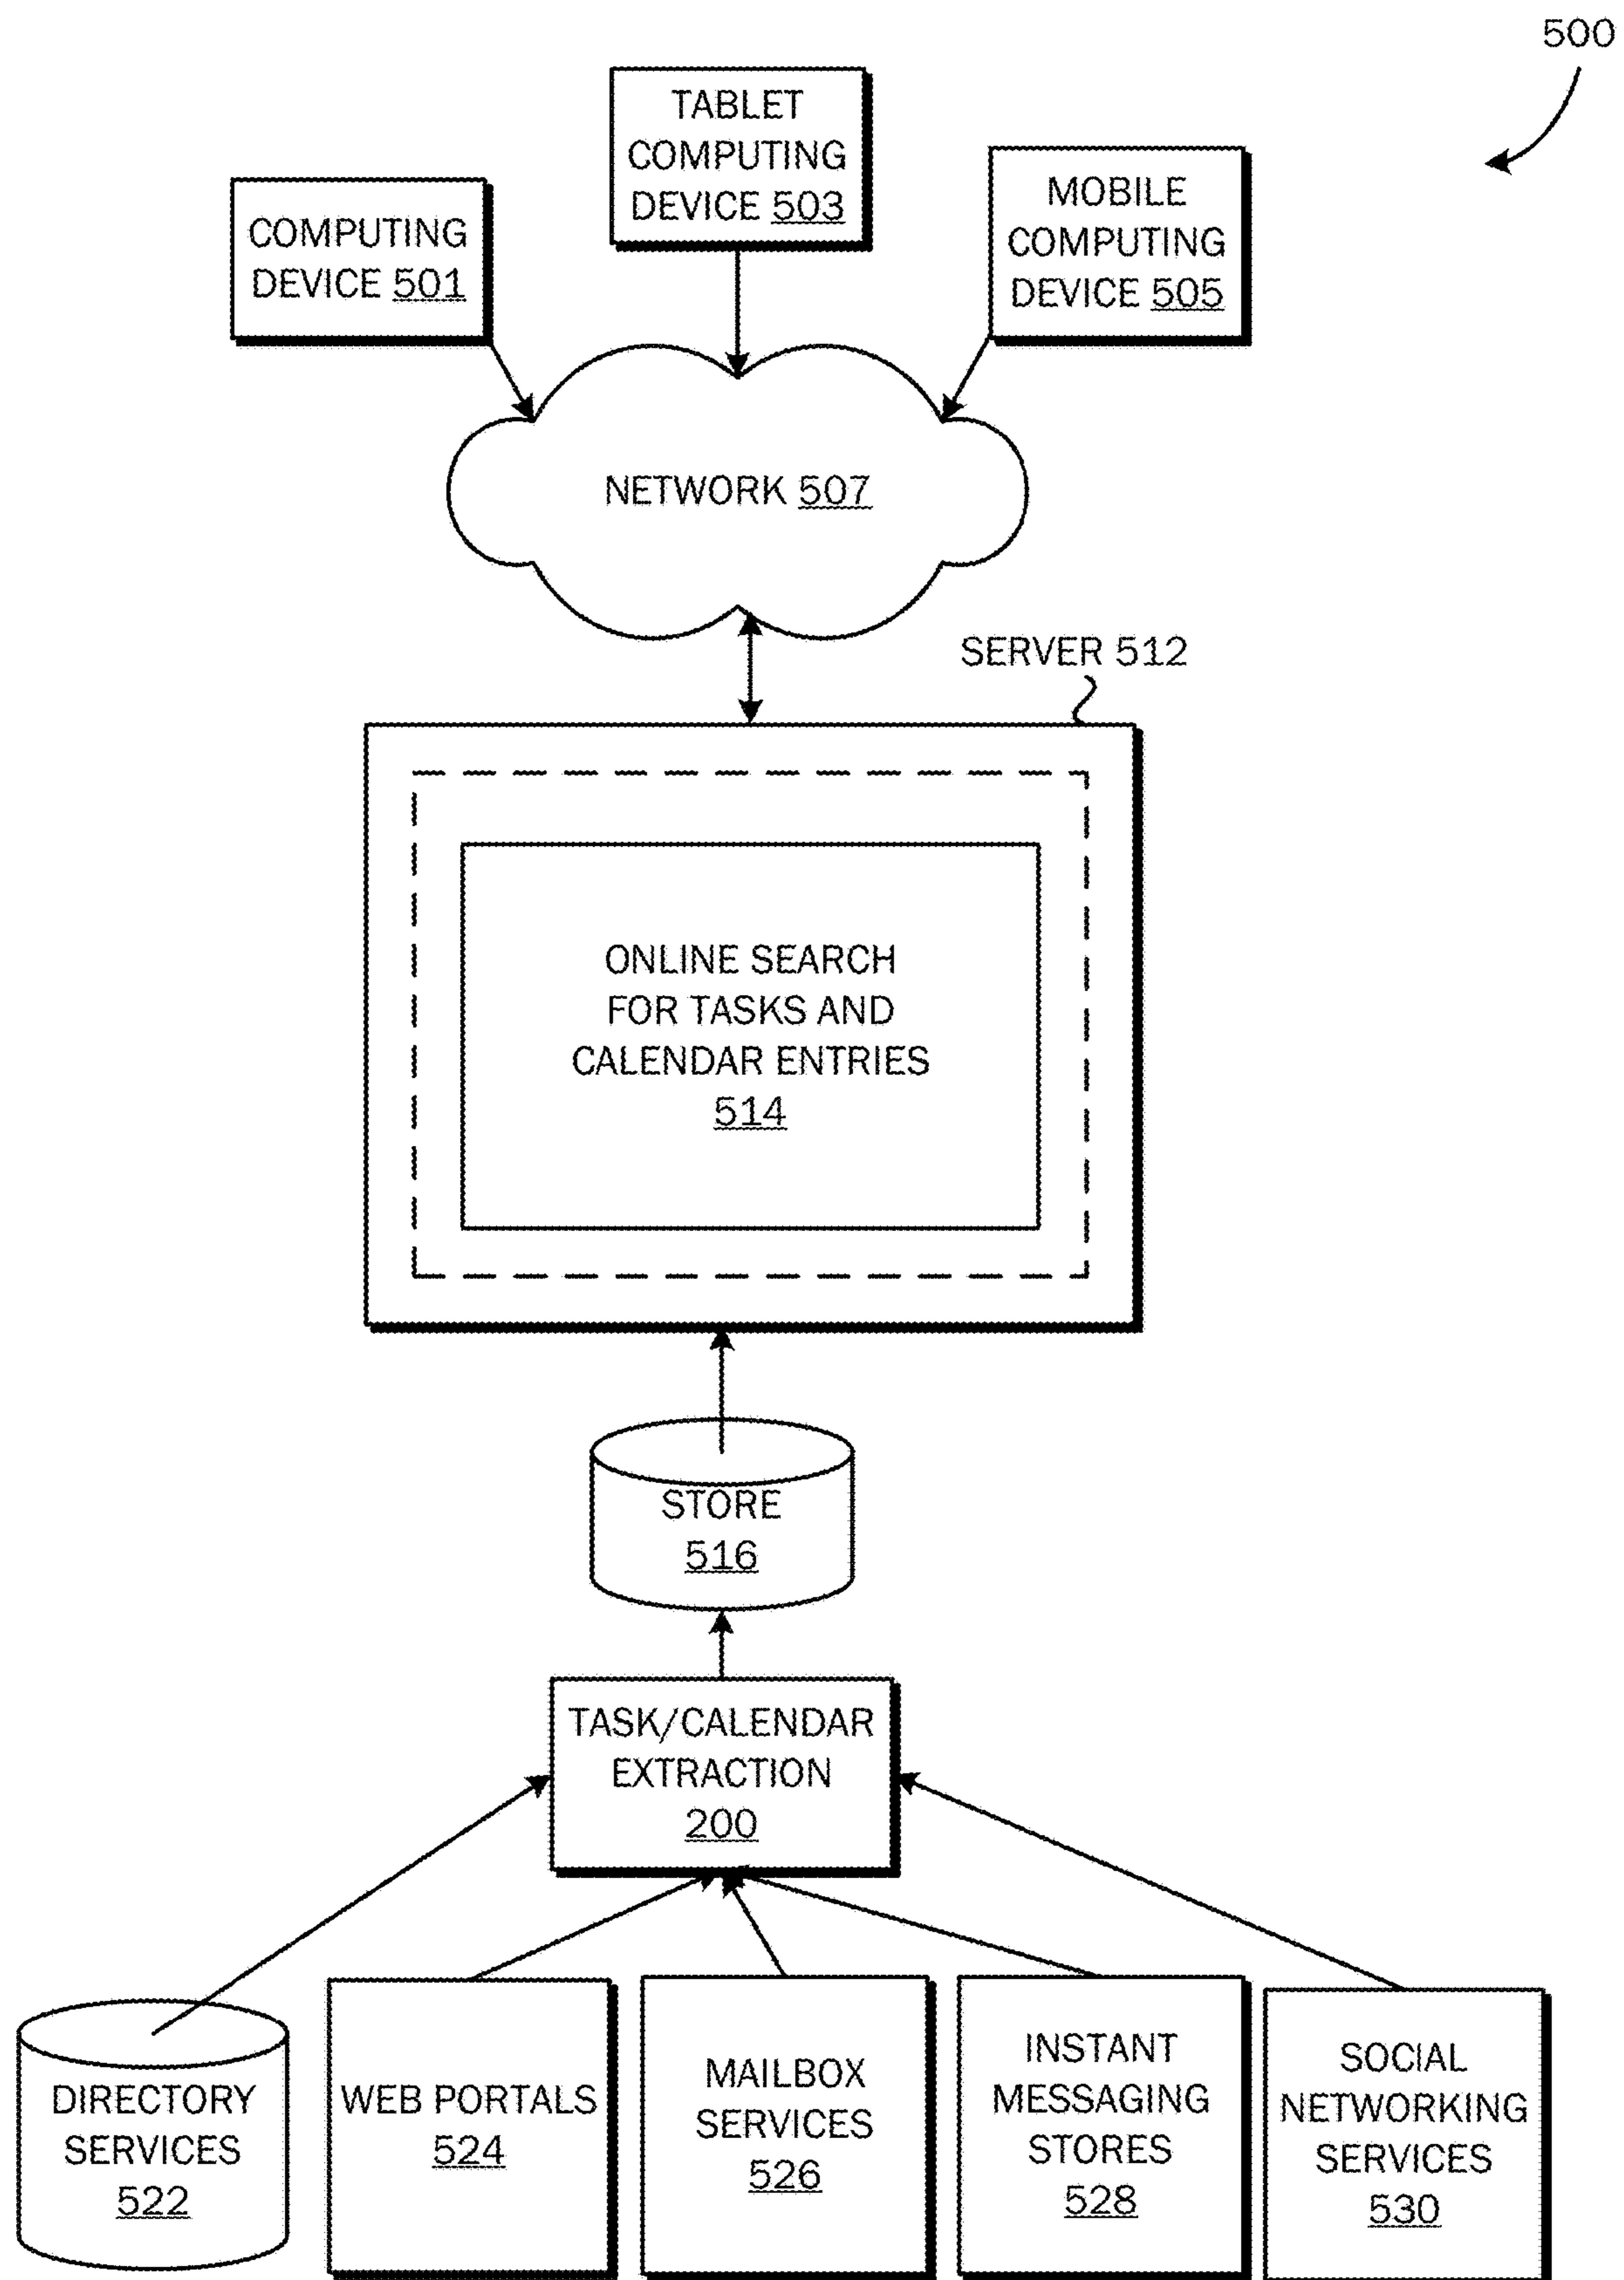 500
TABLET
COMPUTING
DEVICE 503
COMPUTING
DEVICE 501
MOBILE
COMPUTING
DEVICE 505
NETWORK 507
SERVER 512
ONLINE SEARCH
FOR TASKS AND
CALENDAR ENTRIES
514
STORE
516
TASK/CALENDAR
EXTRACTION
200
DIRECTORY
SERVICES
522
WEB PORTALS
524
MAILBOX
SERVICES
526
INSTANT
MESSAGING
STORES
528
SOCIAL
NETWORKING
SERVICES
530